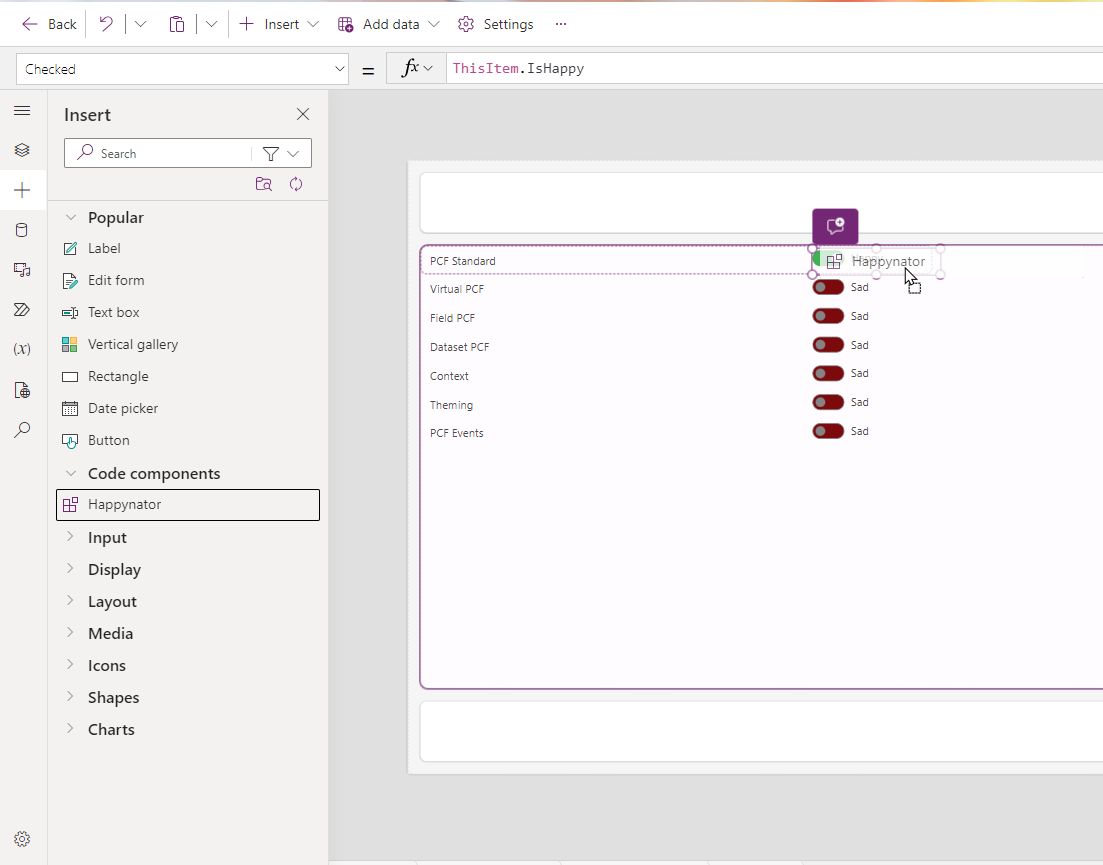 Back
Insert
Add data
Settings
Checked
=
fx
ThisItem.IsHappy
Insert
Search
Popular
Label
Edit form
Text box
Vertical gallery
Rectangle
Date picker
Button
Code components
Happynator
Input
Display
Layout
Media
Icons
Shapes
Charts
(x)
PCF Standard
Happynator
Virtual PCF
Sad
Field PCF
Sad
Dataset PCF
Sad
Context
Sad
Theming
Sad
PCF Events
Sad